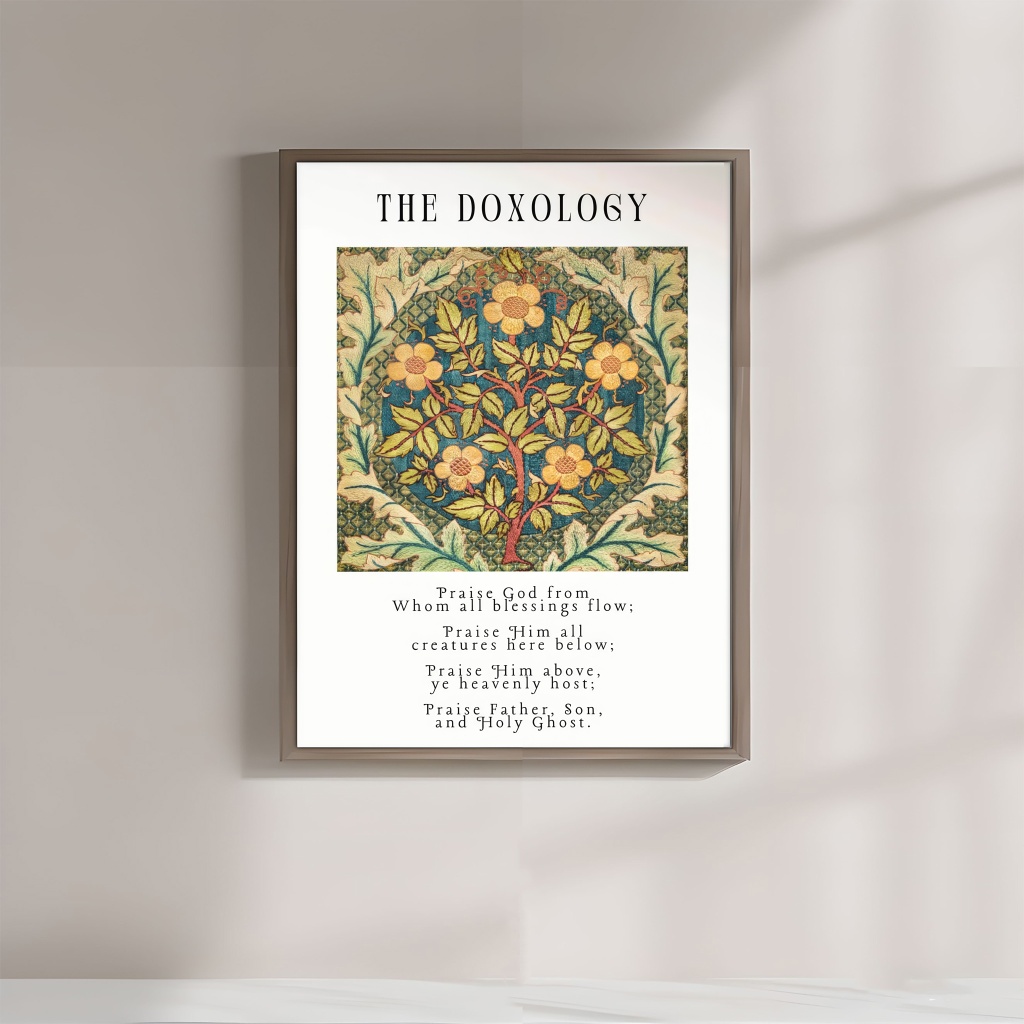 THE DOXOLOGY
Praise God from
Whom all blessings flow;
Praise Him all
creatures here below;
Praise Him above,
ye heavenly host;
Praise Father, Son,
and Holy Ghost.